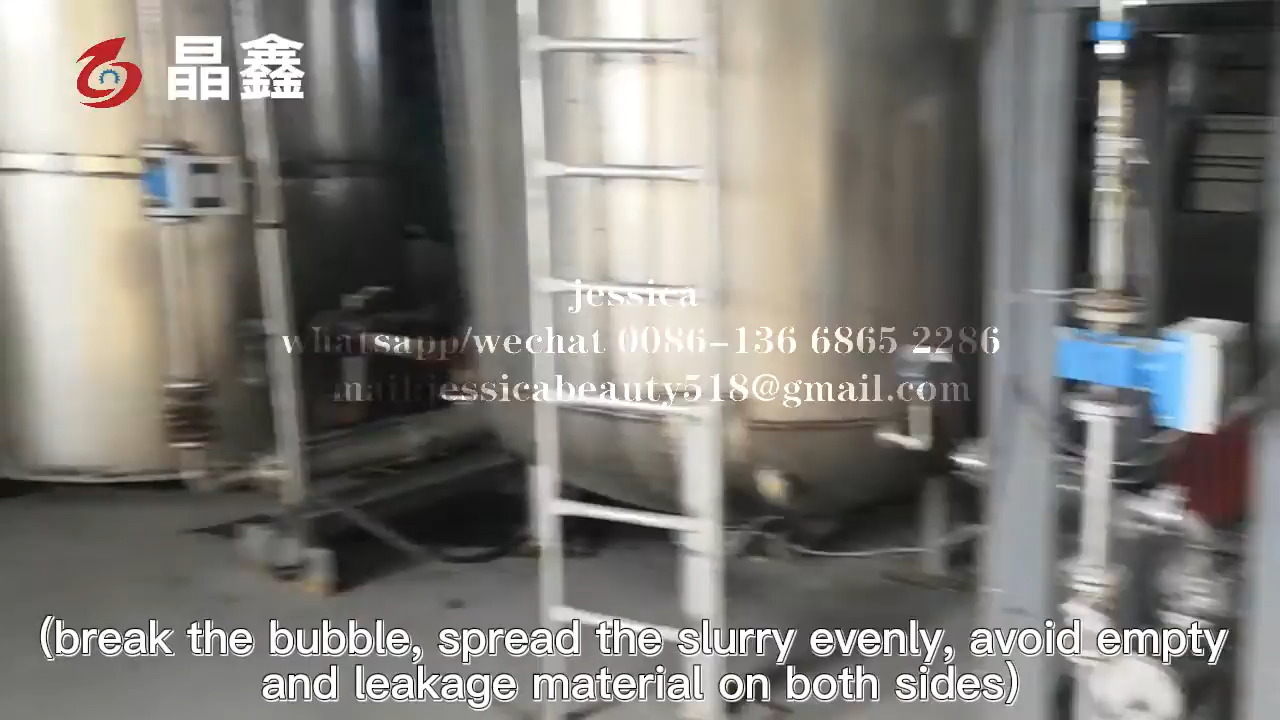 晶鑫
jessica
whatsapp/wechat 0086-136 6865 2286
mail:jessicabeauty518@gmail.com
(break the bubble, spread the slurry evenly, avoid empty
and leakage material on both sides)